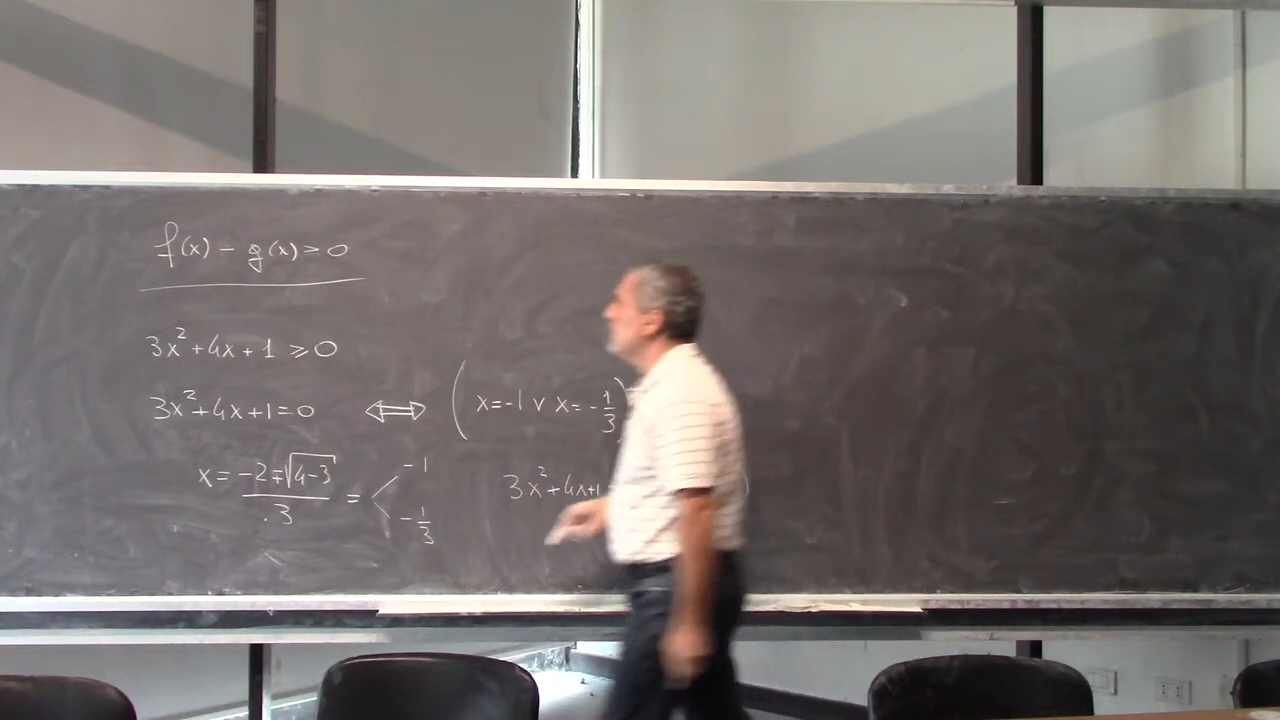 f(x) - g(x) ≥ 0
3x² + 4x + 1 ≥ 0
3x² + 4x + 1 = 0 ⟺ ( x = -1 ∨ x = -1/3 )
x = (-2 ∓ √(4-3)) / 3 = < -1
-1/3
3x² + 4x + 1
)